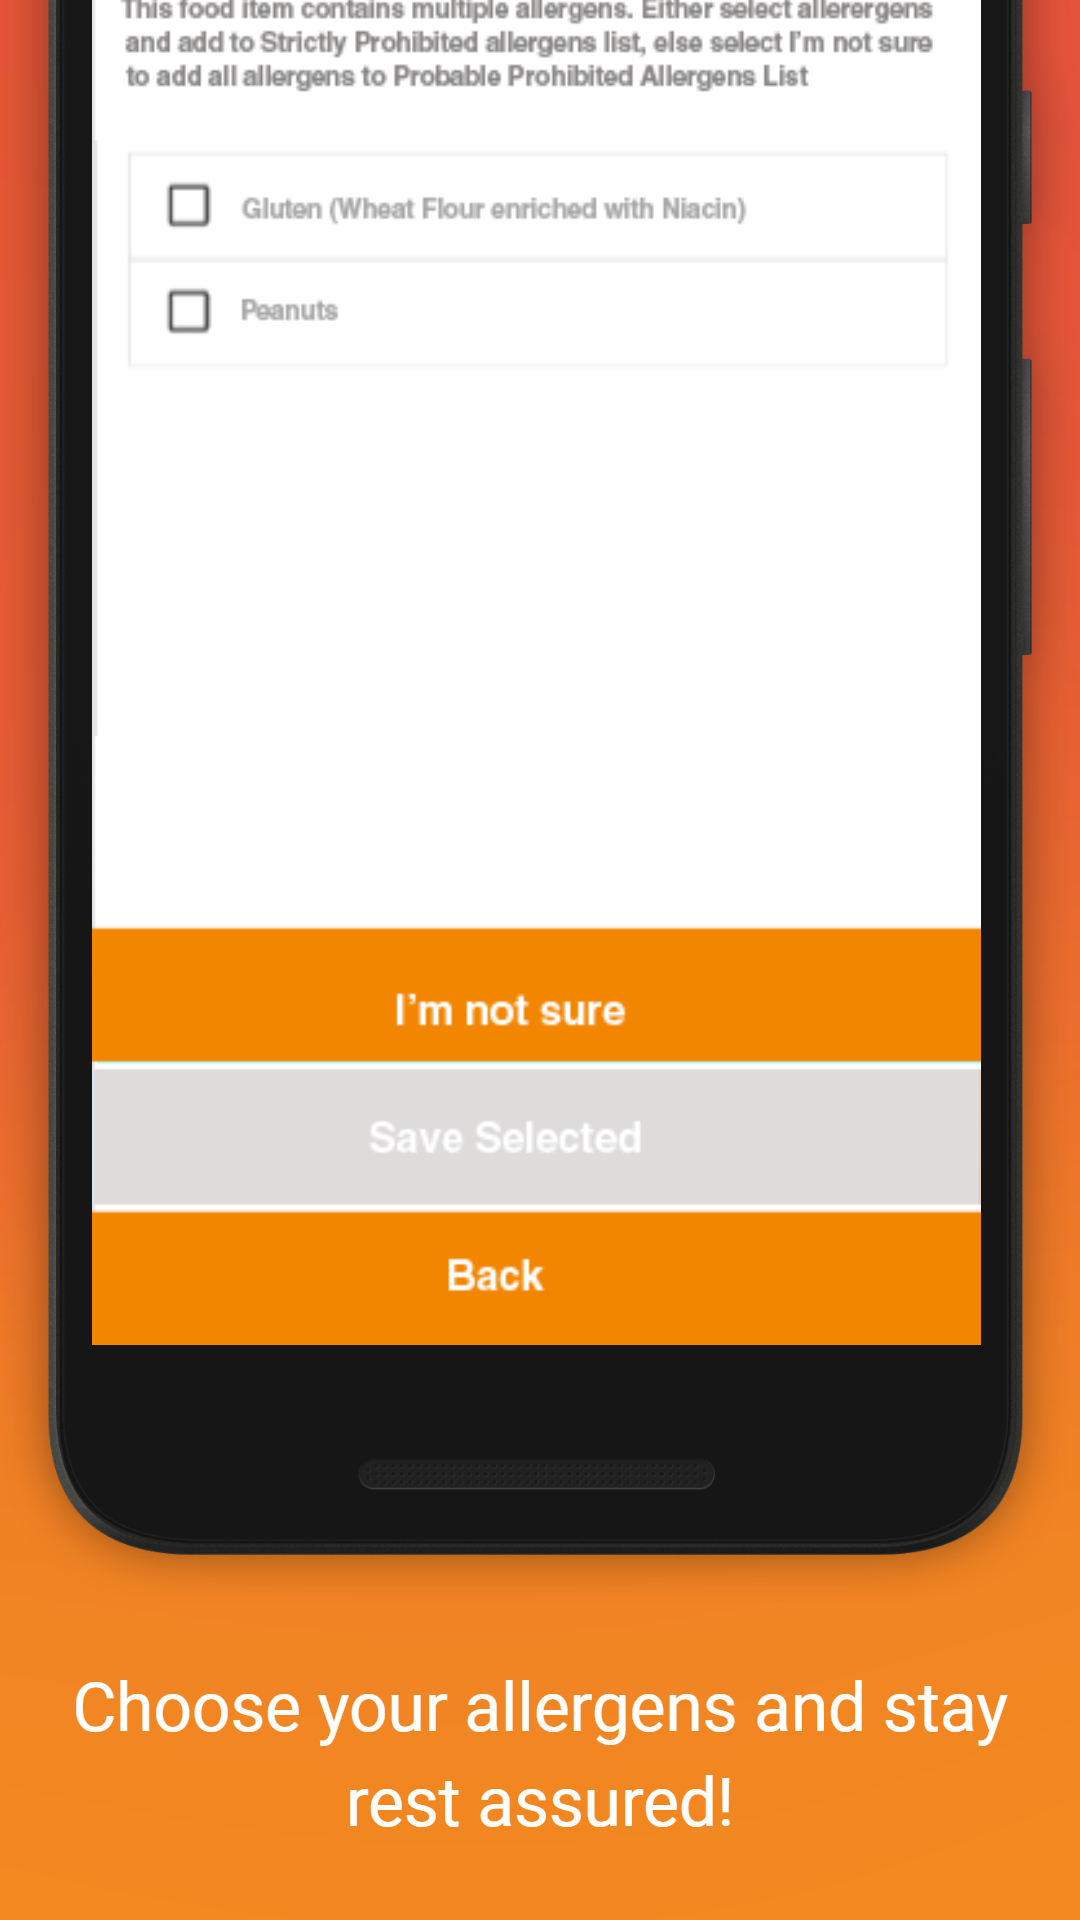 This food item contains multiple allergens. Either select allerergens
and add to Strictly Prohibited allergens list, else select I'm not sure
to add all allergens to Probable Prohibited Allergens List
Gluten (Wheat Flour enriched with Niacin)
Peanuts
I'm not sure
Save Selected
Back
Choose your allergens and stay
rest assured!